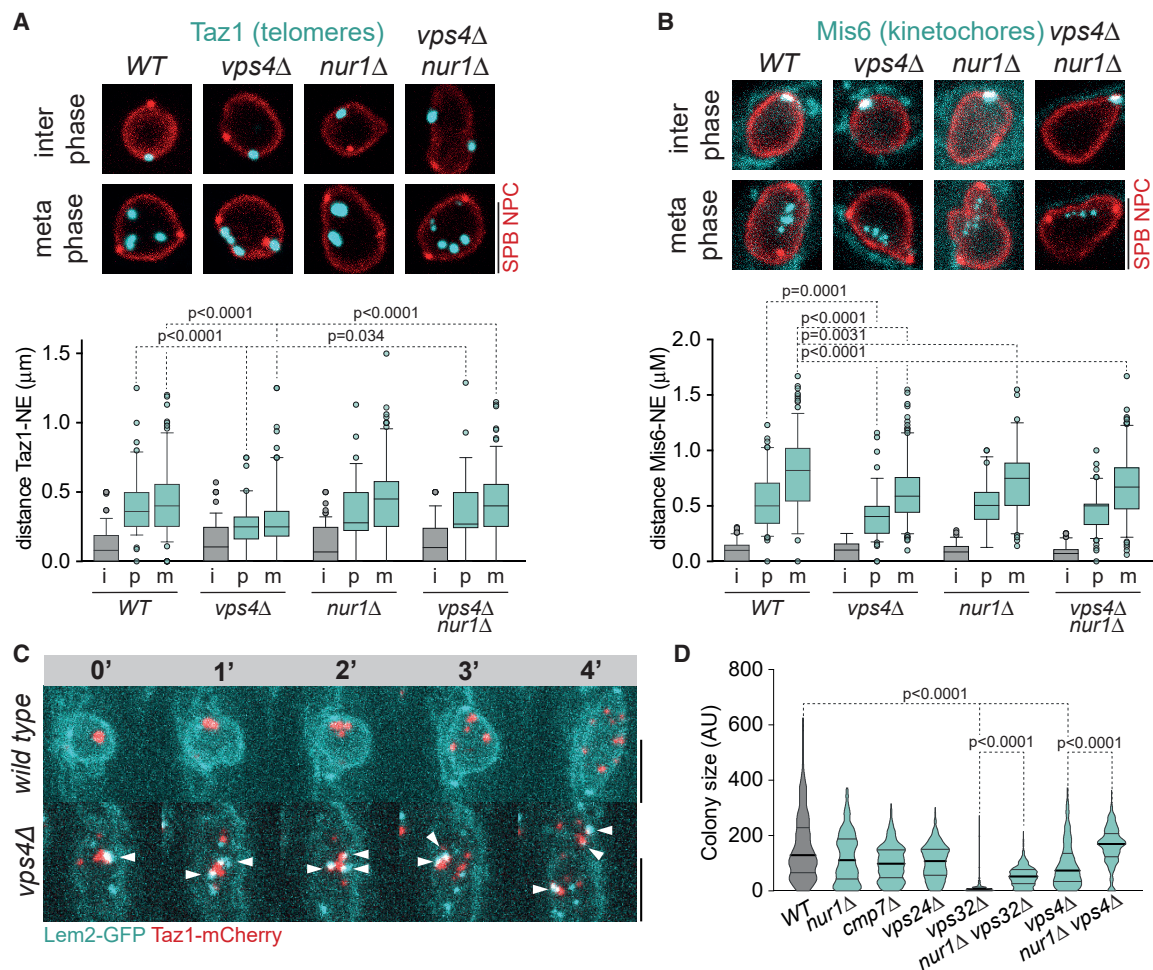 A
Taz1 (telomeres)
vps4Δ
WT vps4Δ nur1Δ nur1Δ
inter
phase
meta
phase
SPB NPC
p<0.0001 p<0.0001
p<0.0001 p=0.034
distance Taz1-NE (μm)
1.5
1.0
0.5
0.0
i p m i p m i p m i p m
WT vps4Δ nur1Δ vps4Δ
nur1Δ
B
Mis6 (kinetochores) vps4Δ
WT vps4Δ nur1Δ nur1Δ
inter
phase
meta
phase
SPB NPC
p=0.0001
p<0.0001
p=0.0031
p<0.0001
distance Mis6-NE (μM)
2.0
1.5
1.0
0.5
0.0
i p m i p m i p m i p m
WT vps4Δ nur1Δ vps4Δ
nur1Δ
C
0’ 1’ 2’ 3’ 4’
wild type
vps4Δ
Lem2-GFP Taz1-mCherry
D
p<0.0001
p<0.0001 p<0.0001
Colony size (AU)
800
600
400
200
0
WT
nur1Δ
cmp7Δ
vps24Δ
vps32Δ
nur1Δ vps32Δ
vps4Δ
nur1Δ vps4Δ